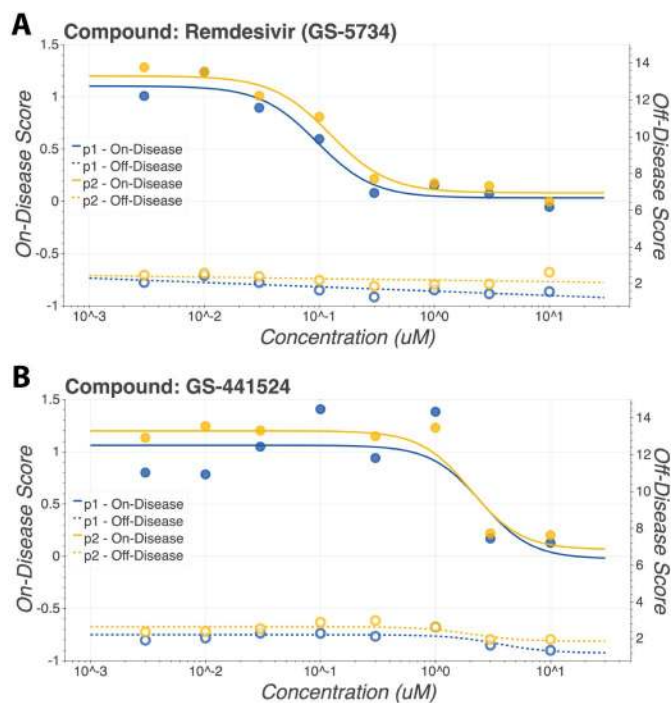 A
Compound: Remdesivir (GS-5734)
1.5
1
0.5
0
-0.5
-1
On-Disease Score
14
12
10
8
6
4
2
Off-Disease Score
p1 - On-Disease
p1 - Off-Disease
p2 - On-Disease
p2 - Off-Disease
10^-3
10^-2
10^-1
10^0
10^1
Concentration (uM)
B
Compound: GS-441524
1.5
1
0.5
0
-0.5
-1
On-Disease Score
14
12
10
8
6
4
2
Off-Disease Score
p1 - On-Disease
p1 - Off-Disease
p2 - On-Disease
p2 - Off-Disease
10^-3
10^-2
10^-1
10^0
10^1
Concentration (uM)